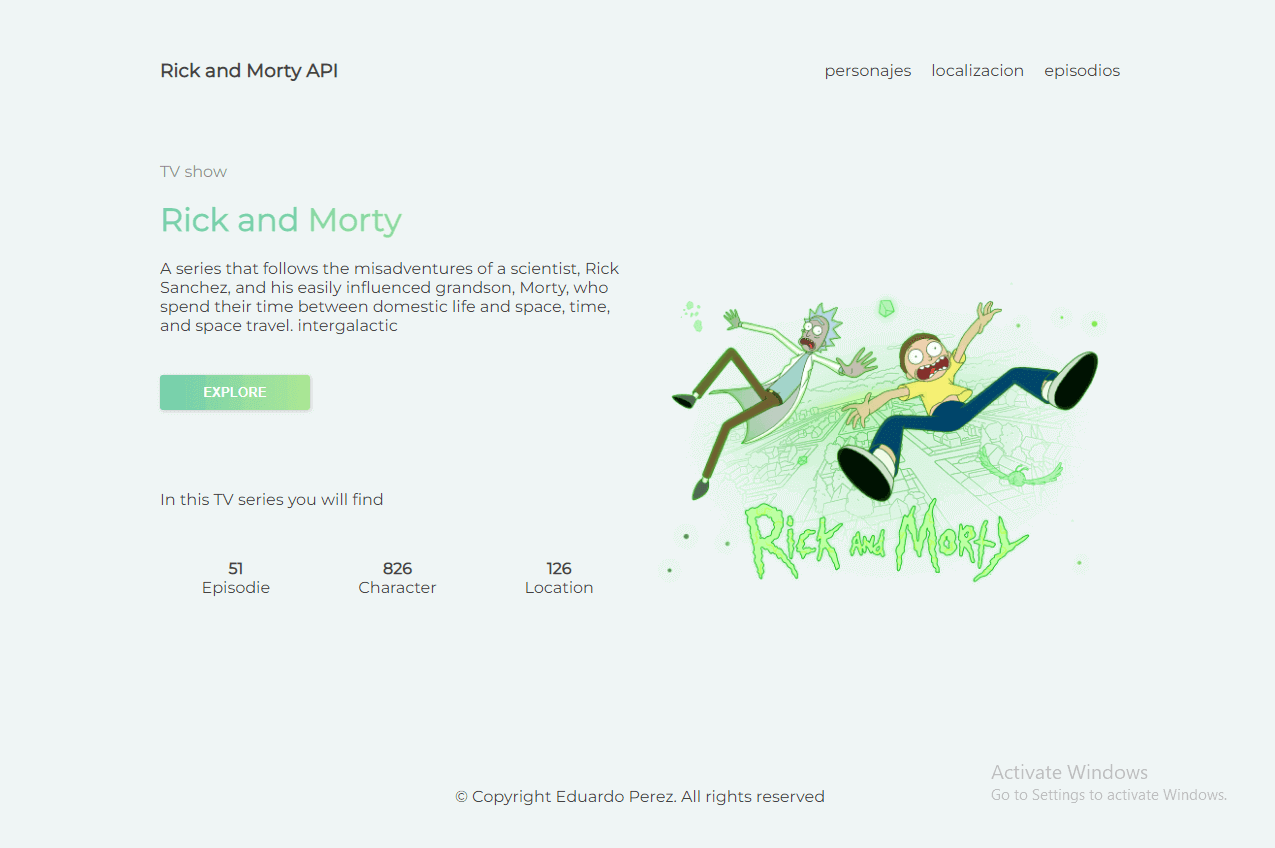 Rick and Morty API
personajes localizacion episodios
TV show
Rick and Morty
A series that follows the misadventures of a scientist, Rick
Sanchez, and his easily influenced grandson, Morty, who
spend their time between domestic life and space, time,
and space travel. intergalactic
EXPLORE
Rick and Morty
In this TV series you will find
51 826 126
Episodie Character Location
Activate Windows
Go to Settings to activate Windows.
© Copyright Eduardo Perez. All rights reserved